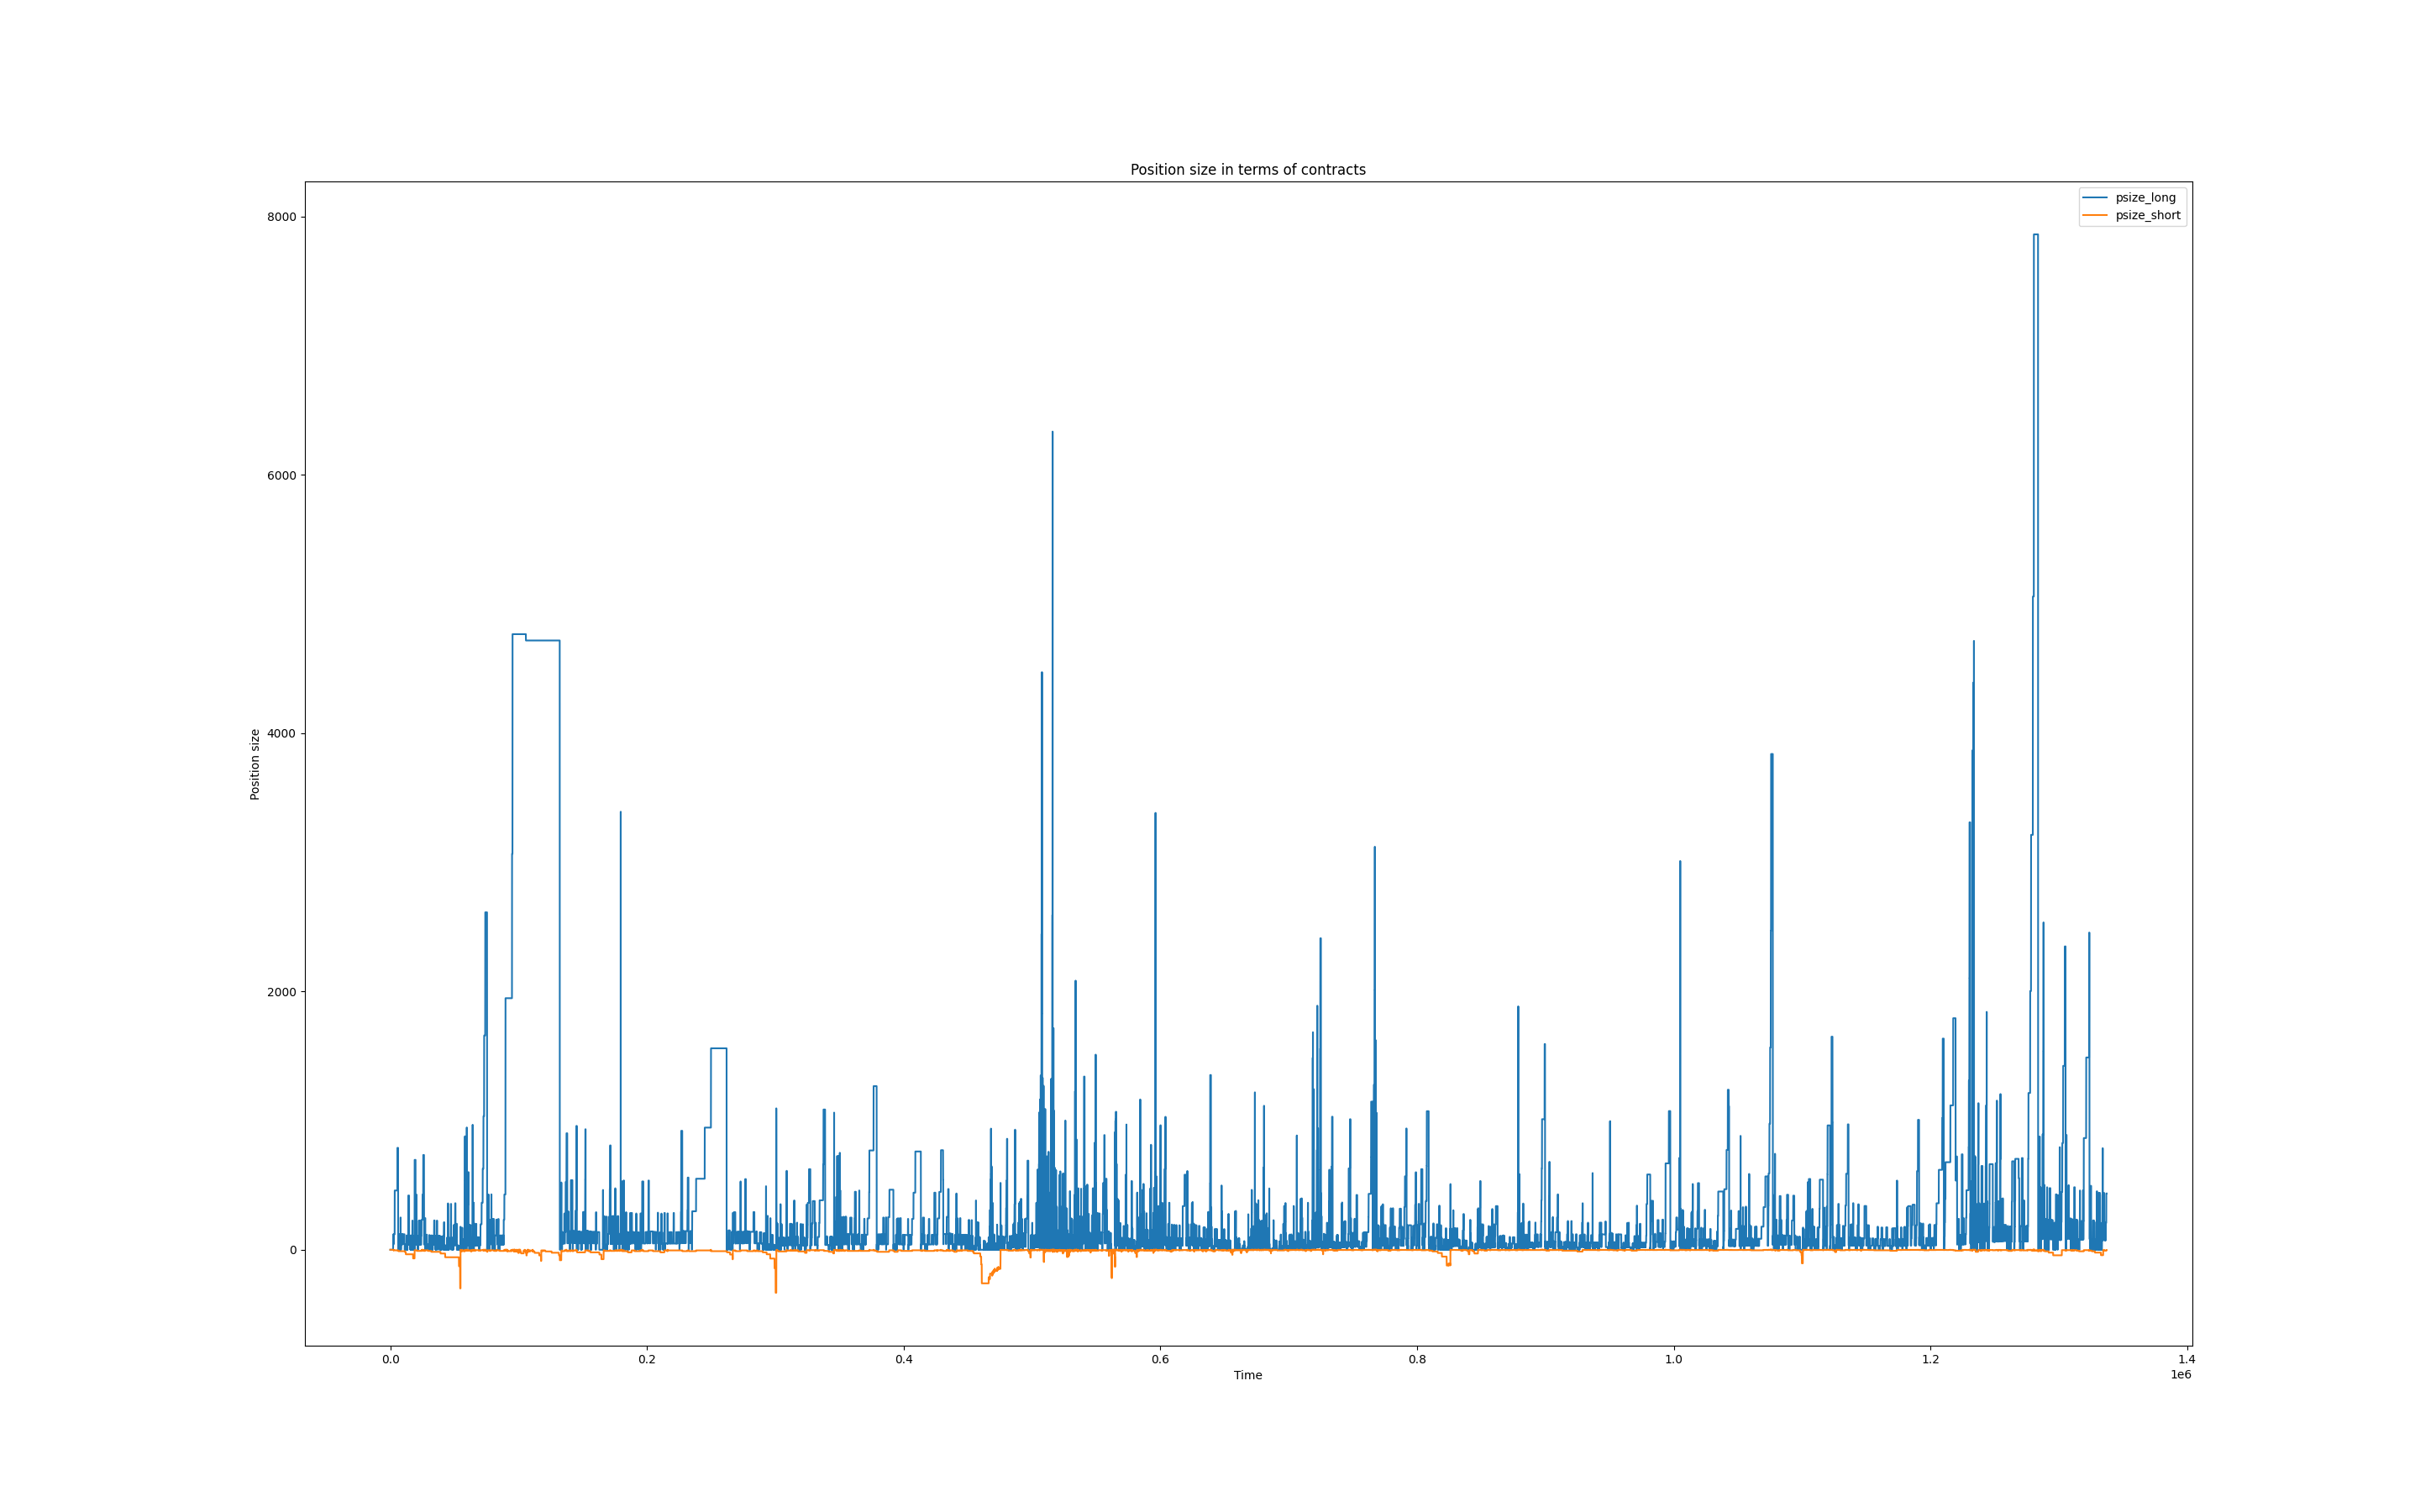 Position size in terms of contracts
psize_long
psize_short
8000
6000
4000
2000
0
Position size
0.0 0.2 0.4 0.6 0.8 1.0 1.2 1.4
Time
1e6